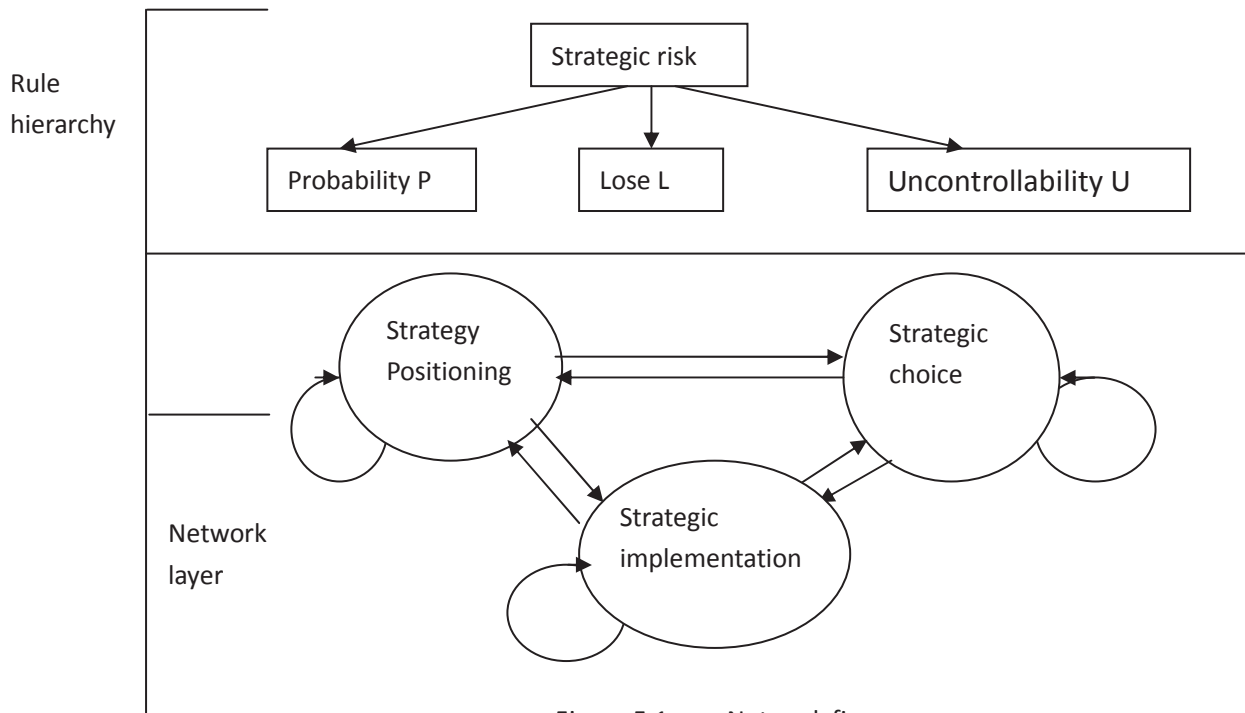 Strategic risk
Rule
hierarchy
Probability P
Lose L
Uncontrollability U
Strategy
Positioning
Strategic
choice
Strategic
implementation
Network
layer